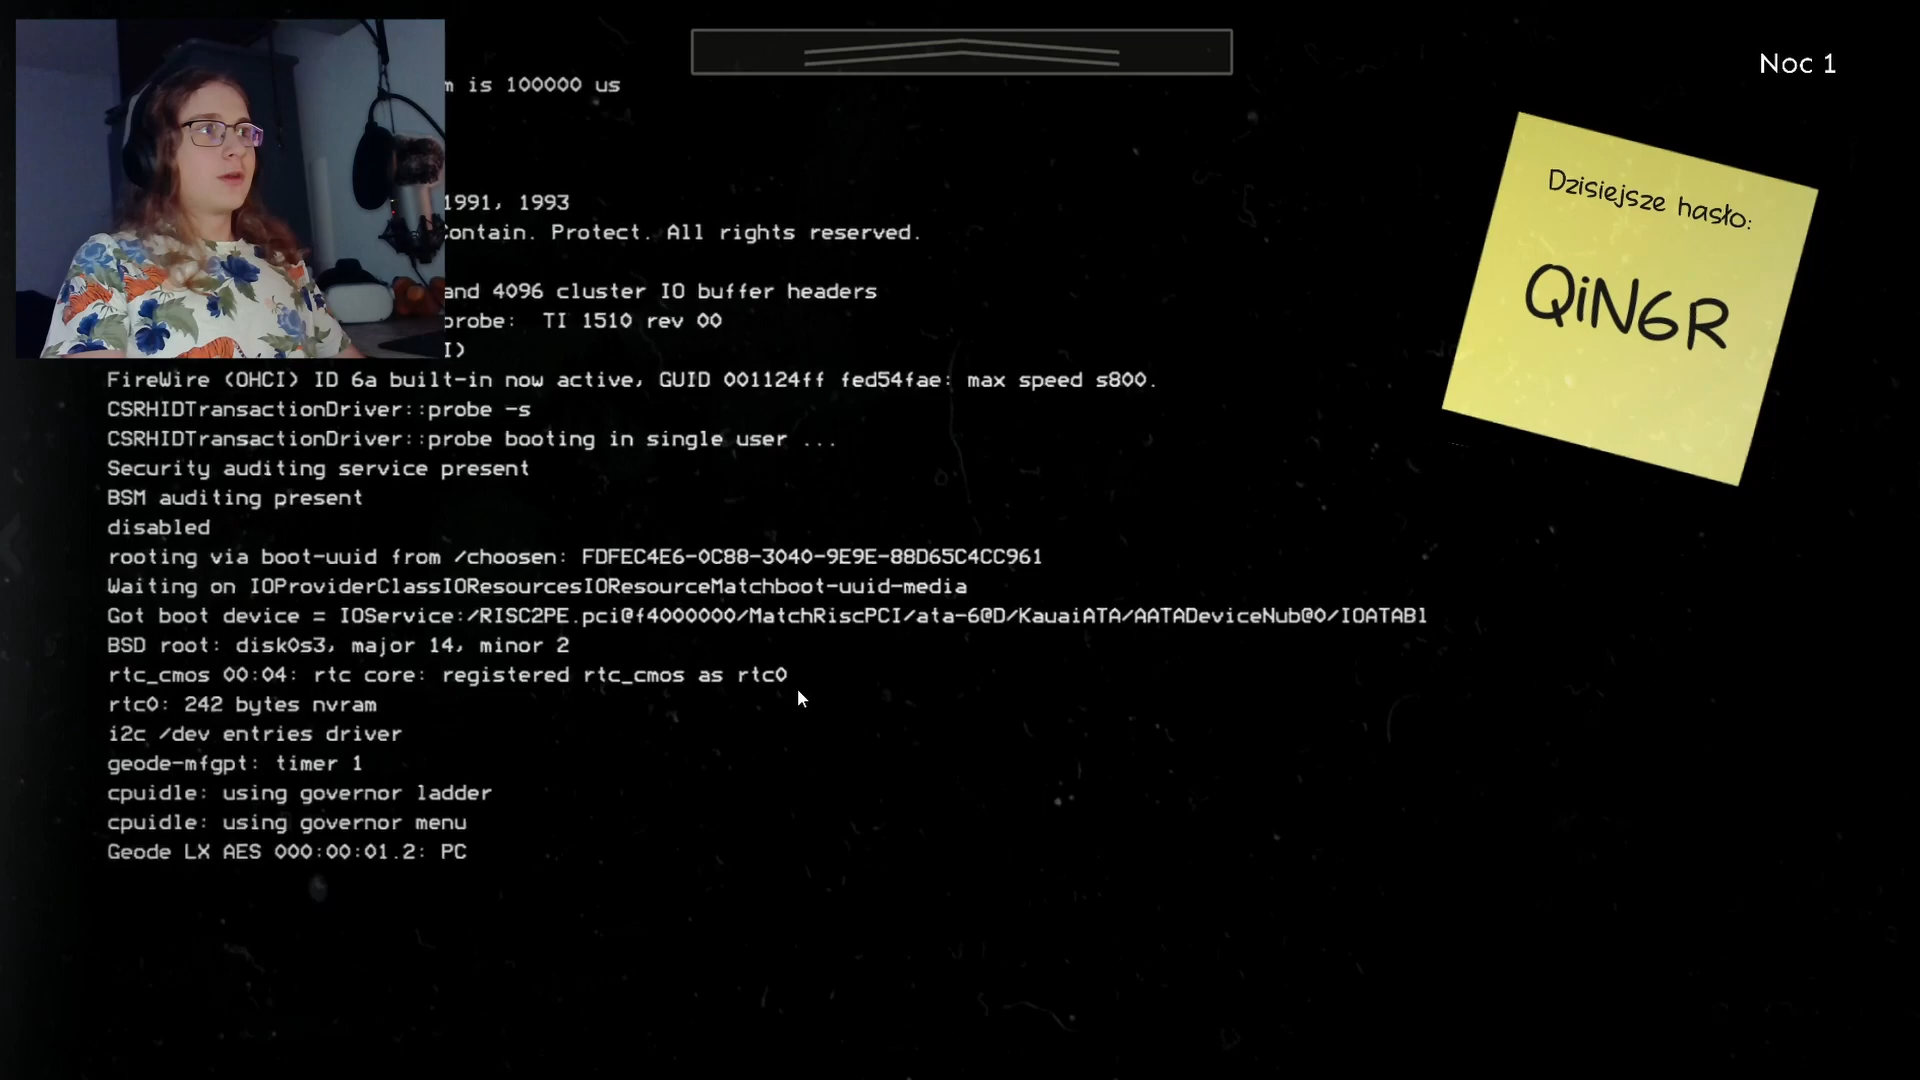 m is 100000 us
1991, 1993
Contain. Protect. All rights reserved.
and 4096 cluster IO buffer headers
probe:  TI 1510 rev 00
I)
FireWire (OHCI) ID 6a built-in now active, GUID 001124ff fed54fae: max speed s800.
CSRHIDTransactionDriver::probe -s
CSRHIDTransactionDriver::probe booting in single user ...
Security auditing service present
BSM auditing present
disabled
rooting via boot-uuid from /choosen: FDFEC4E6-0C88-3040-9E9E-88D65C4CC961
Waiting on IOProviderClassIOResourcesIOResourceMatchboot-uuid-media
Got boot device = IOService:/RISC2PE.pci@f4000000/MatchRiscPCI/ata-6@D/KauaiATA/AATADeviceNub@0/IOATABl
BSD root: disk0s3, major 14, minor 2
rtc_cmos 00:04: rtc core: registered rtc_cmos as rtc0
rtc0: 242 bytes nvram
i2c /dev entries driver
geode-mfgpt: timer 1
cpuidle: using governor ladder
cpuidle: using governor menu
Geode LX AES 000:00:01.2: PC
Noc 1
Dzisiejsze hasło:
QiN6R